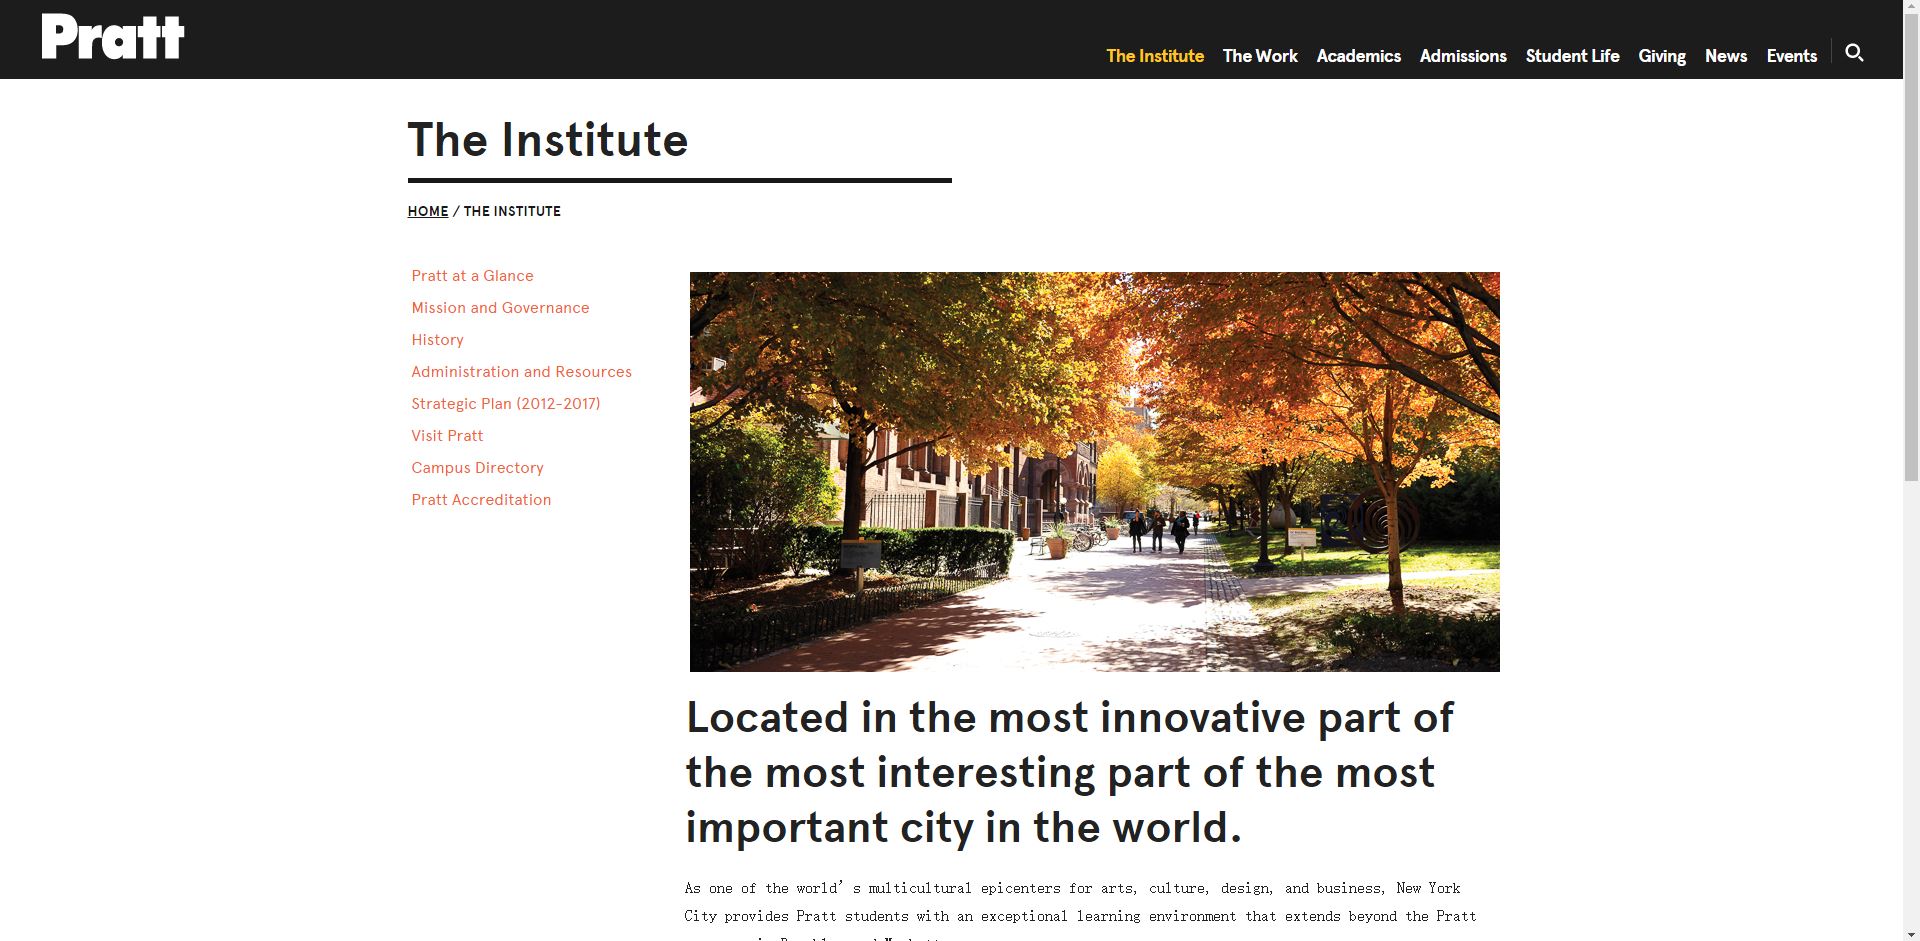 Pratt
The Institute The Work Academics Admissions Student Life Giving News Events
The Institute
HOME / THE INSTITUTE
Pratt at a Glance
Mission and Governance
History
Administration and Resources
Strategic Plan (2012-2017)
Visit Pratt
Campus Directory
Pratt Accreditation
Located in the most innovative part of
the most interesting part of the most
important city in the world.
As one of the world's multicultural epicenters for arts, culture, design, and business, New York
City provides Pratt students with an exceptional learning environment that extends beyond the Pratt